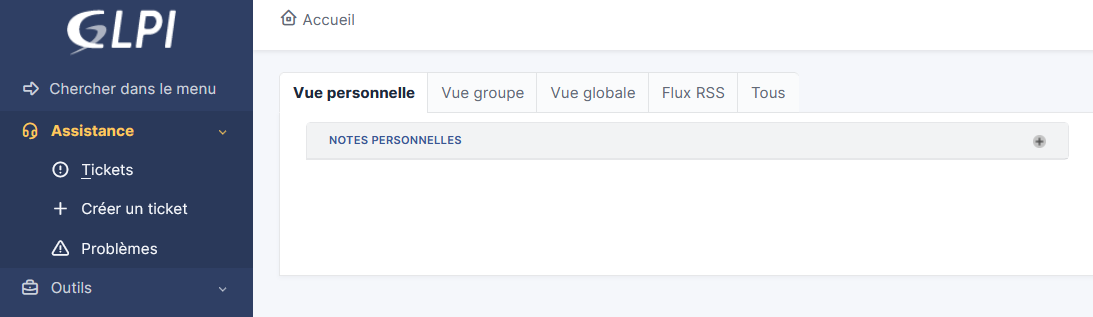 GLPI
Accueil
Chercher dans le menu
Vue personnelle Vue groupe Vue globale Flux RSS Tous
Assistance
NOTES PERSONNELLES
Tickets
Créer un ticket
Problèmes
Outils